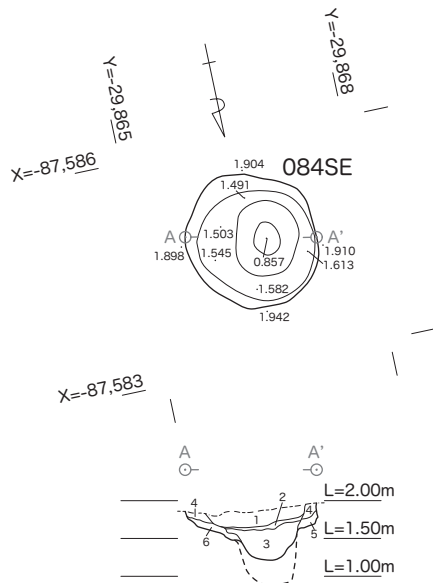 Y=-29,865
Y=-29,868
X=-87,586
084SE
1.904
1.491
A
1.503
A'
1.898
1.545
0.857
1.910
1.613
1.582
1.942
X=-87,583
A
A'
L=2.00m
4
1
2
4
6
3
5
L=1.50m
L=1.00m